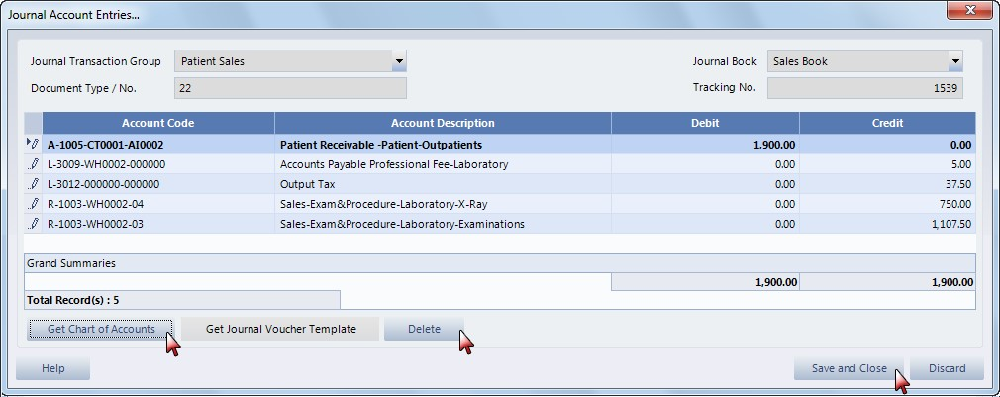 Journal Account Entries...
Journal Transaction Group Patient Sales Journal Book Sales Book
Document Type / No. 22 Tracking No. 1539
Account Code Account Description Debit Credit
A-1005-CT0001-AI0002 Patient Receivable -Patient-Outpatients 1,900.00 0.00
L-3009-WH0002-000000 Accounts Payable Professional Fee-Laboratory 0.00 5.00
L-3012-000000-000000 Output Tax 0.00 37.50
R-1003-WH0002-04 Sales-Exam&Procedure-Laboratory-X-Ray 0.00 750.00
R-1003-WH0002-03 Sales-Exam&Procedure-Laboratory-Examinations 0.00 1,107.50
Grand Summaries
1,900.00 1,900.00
Total Record(s) : 5
Get Chart of Accounts Get Journal Voucher Template Delete
Help Save and Close Discard